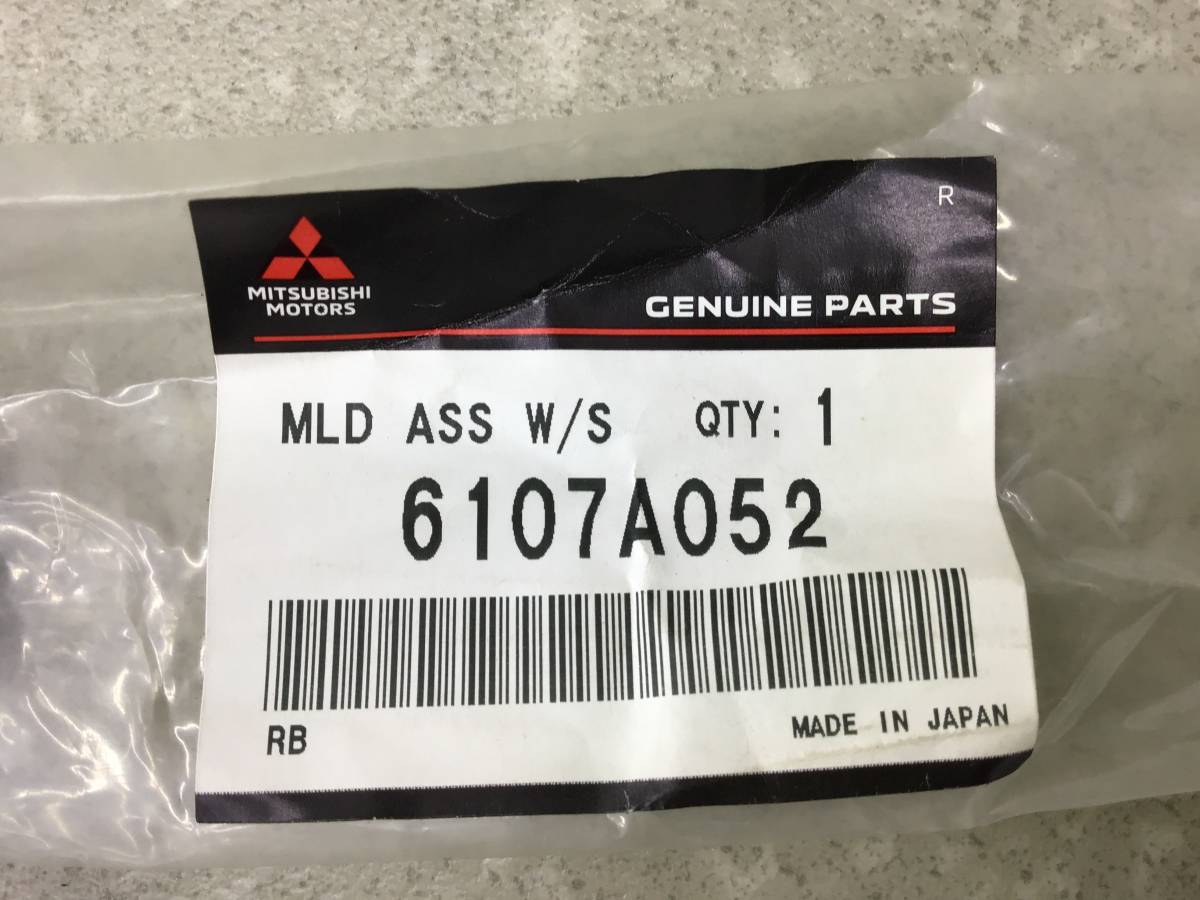 R
MITSUBISHI
MOTORS
GENUINE PARTS
MLD ASS W/S QTY: 1
6107A052
RB
MADE IN JAPAN